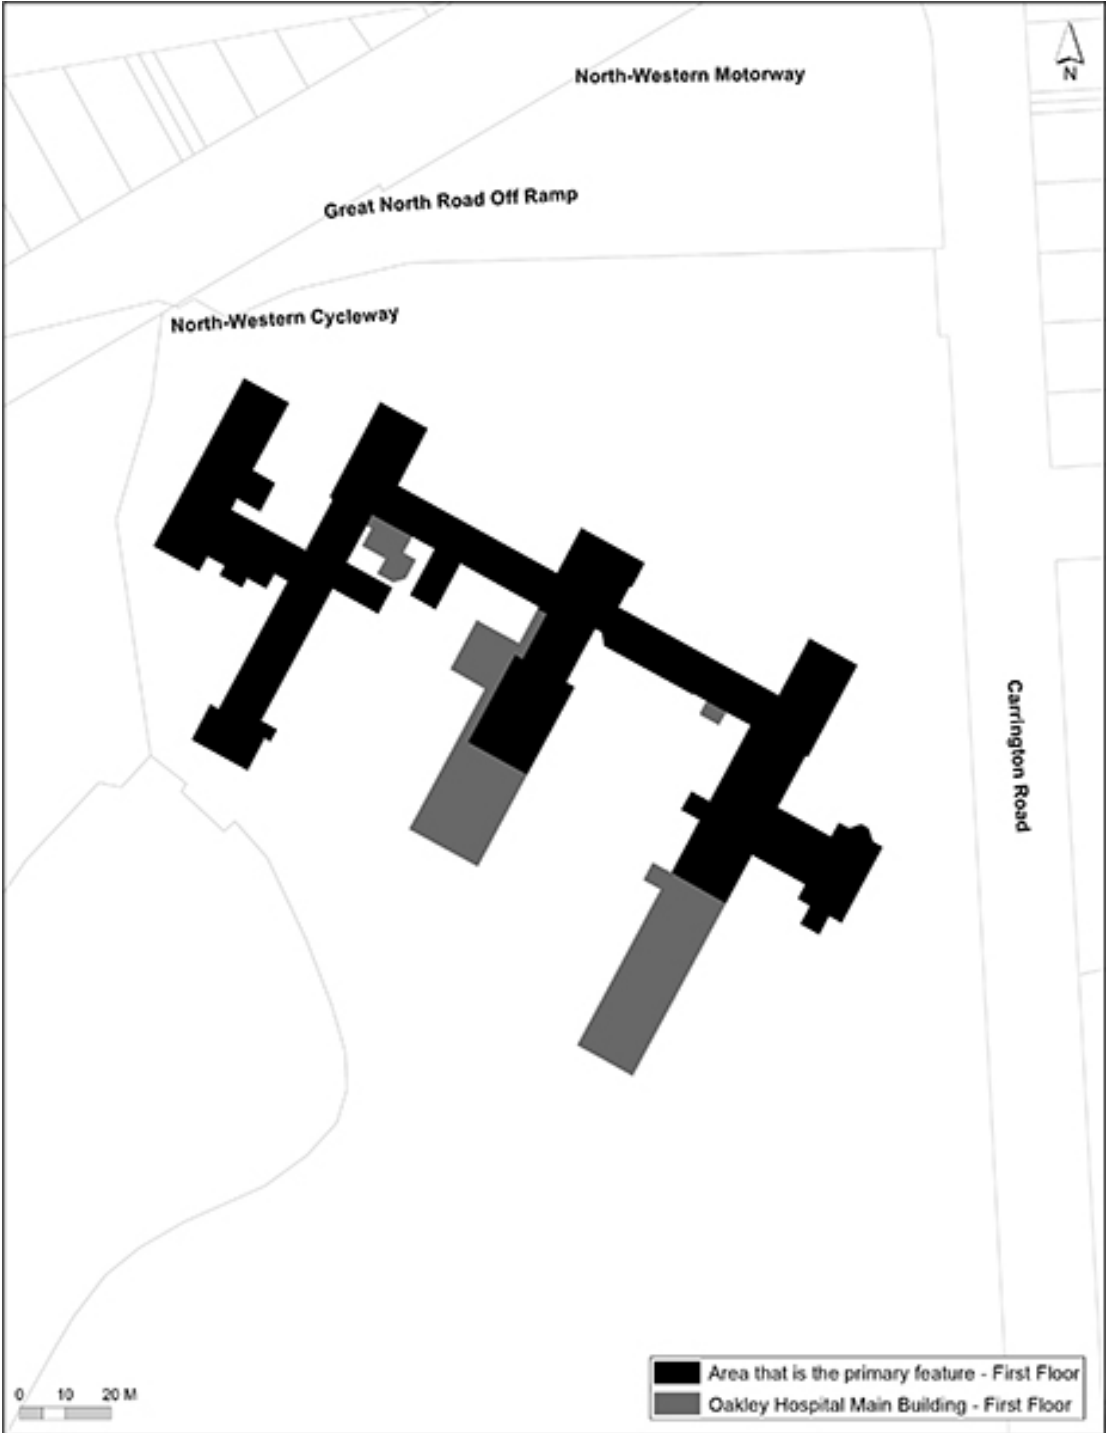 N
North-Western Motorway
Great North Road Off Ramp
North-Western Cycleway
Carrington Road
0 10 20 M
Area that is the primary feature - First Floor
Oakley Hospital Main Building - First Floor